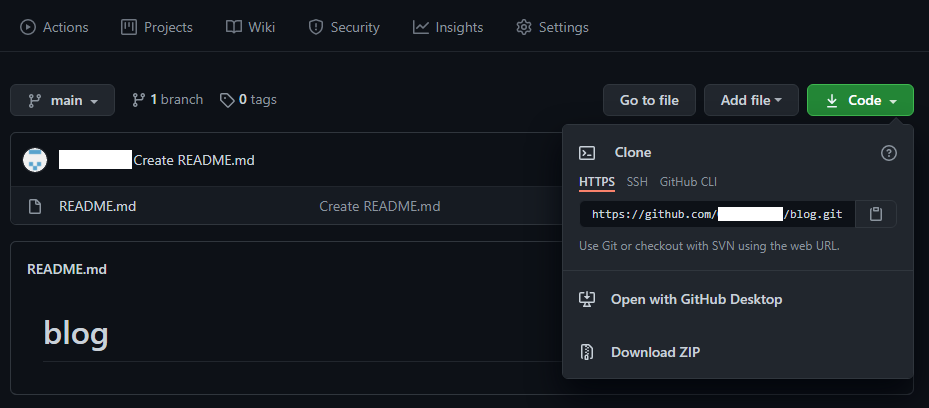 Actions Projects Wiki Security Insights Settings
main 1 branch 0 tags Go to file Add file Code
Create README.md
README.md Create README.md
README.md
blog
Clone
HTTPS SSH GitHub CLI
https://github.com/ /blog.git
Use Git or checkout with SVN using the web URL.
Open with GitHub Desktop
Download ZIP